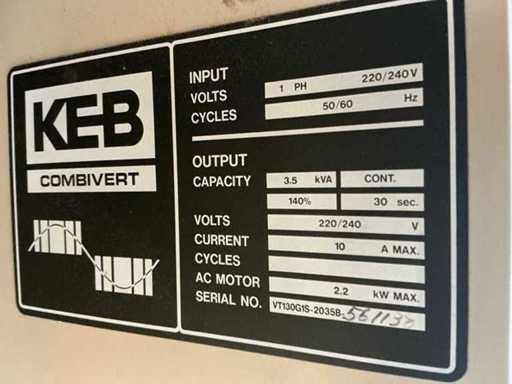 KEB
COMBIVERT
INPUT
VOLTS 1 PH 220/240V
CYCLES 50/60 Hz
OUTPUT
CAPACITY 3.5 kVA CONT.
140% 30 sec.
VOLTS 220/240 V
CURRENT 10 A MAX.
CYCLES
AC MOTOR 2.2 kW MAX.
SERIAL NO. VT130G1S-2035B-